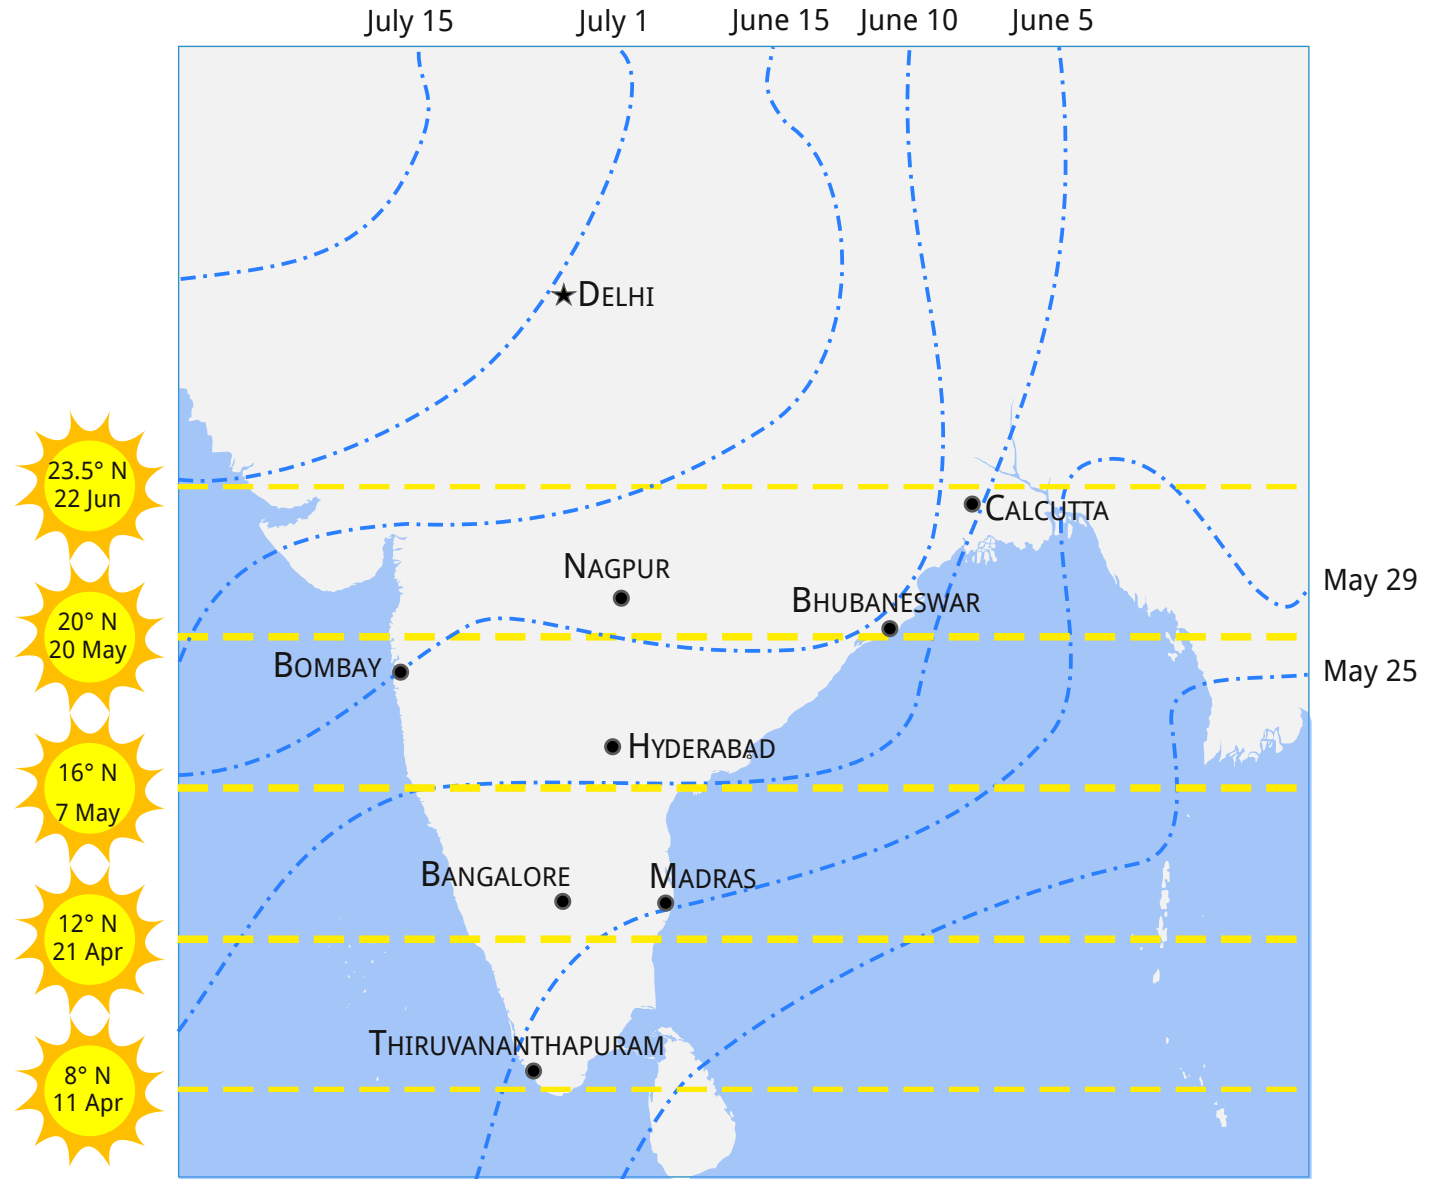 July 15
July 1
June 15
June 10
June 5
Delhi
23.5° N
22 Jun
Calcutta
Nagpur
May 29
Bhubaneswar
20° N
20 May
Bombay
May 25
Hyderabad
16° N
7 May
Bangalore
Madras
12° N
21 Apr
Thiruvananthapuram
8° N
11 Apr